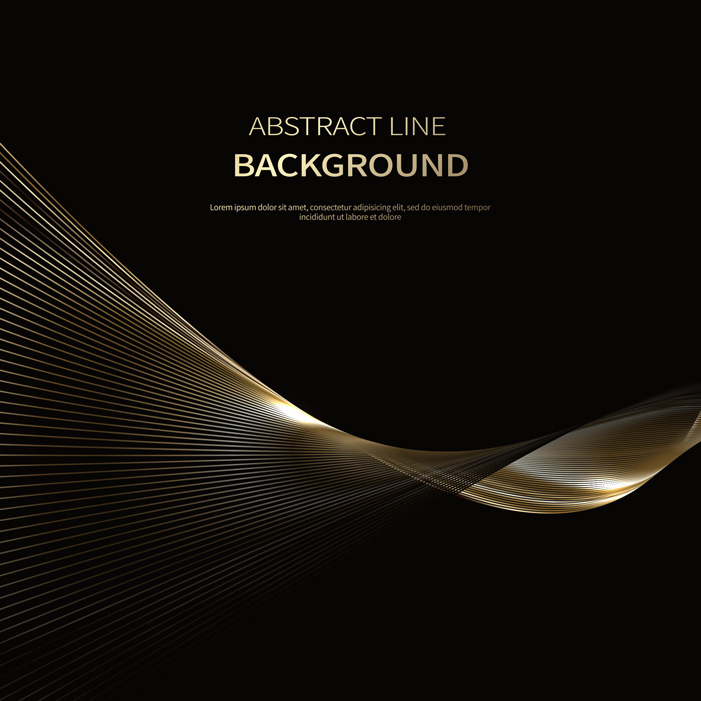 ABSTRACT LINE
BACKGROUND
Lorem ipsum dolor sit amet, consectetur adipisicing elit, sed do eiusmod tempor
incididunt ut labore et dolore